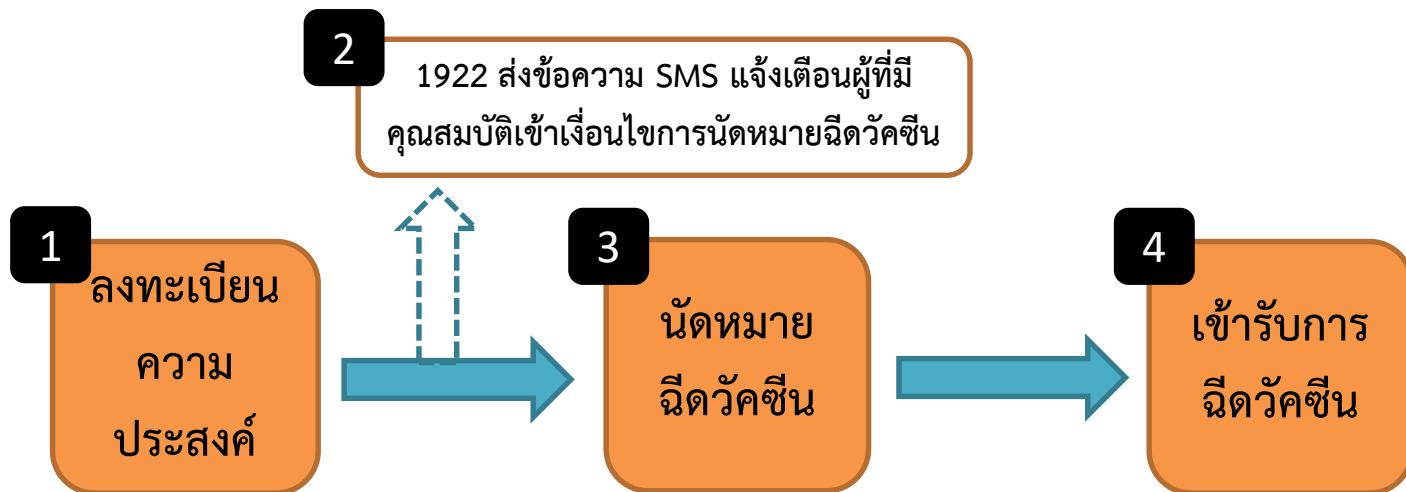 1
ลงทะเบียน
ความ
ประสงค์
2
1922 ส่งข้อความ SMS แจ้งเตือนผู้ที่มี
คุณสมบัติเข้าเงื่อนไขการนัดหมายฉีดวัคซีน
3
นัดหมาย
ฉีดวัคซีน
4
เข้ารับการ
ฉีดวัคซีน